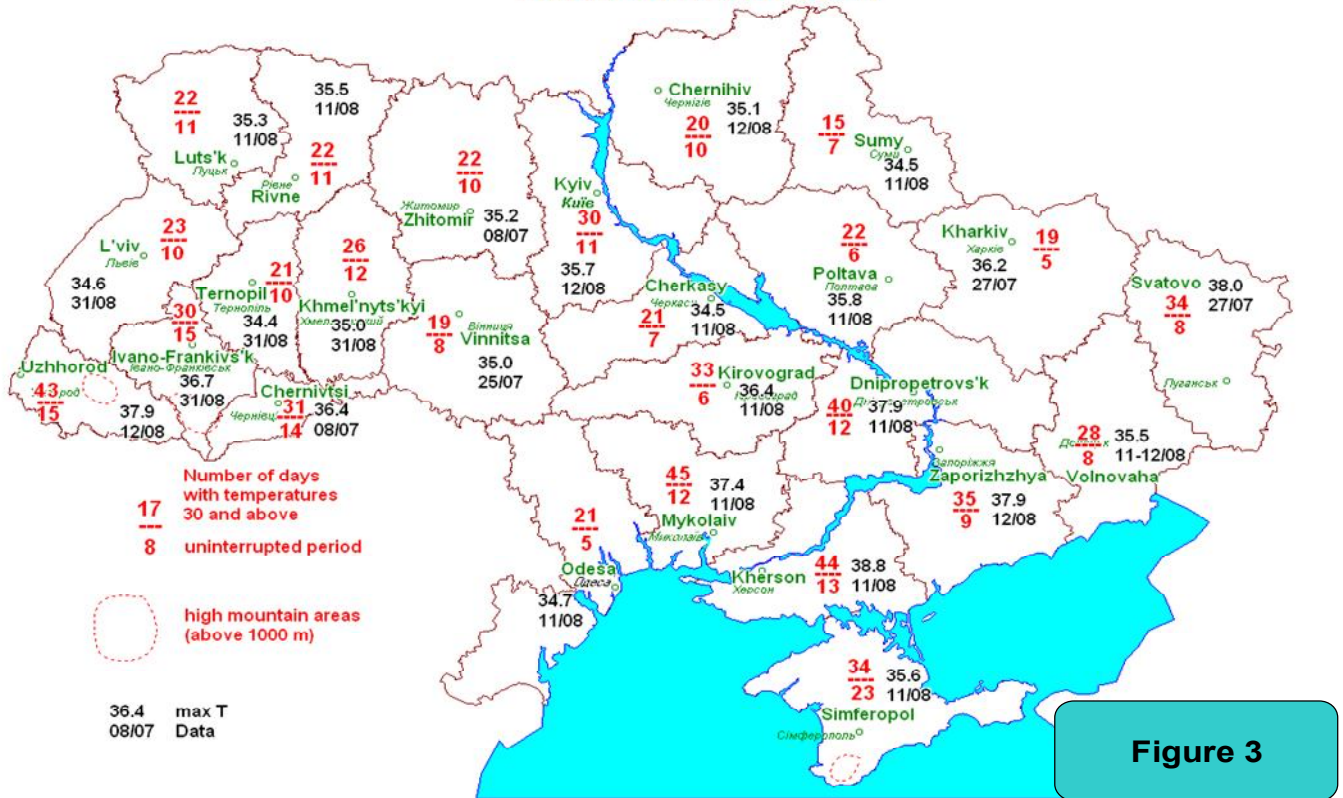 22
11
35.3
11/08
Luts'k
Луцьк
35.5
11/08
22
11
Рівне
Rivne
22
10
Житомир
Zhitomir
35.2
08/07
Kyiv
Київ
30
11
35.7
12/08
Chernihiv
Чернігів
35.1
12/08
20
10
15
7
Sumy
Суми
34.5
11/08
23
10
L'viv
Львів
34.6
31/08
21
10
Ternopil
Тернопіль
34.4
31/08
26
12
Khmel'nyts'kyi
35.0
31/08
19
8
Вінниця
Vinnitsa
35.0
25/07
Cherkasy
Черкаси
34.5
11/08
21
7
22
6
Poltava
Полтава
35.8
11/08
Kharkiv
Харків
36.2
27/07
19
5
Svatovo
38.0
27/07
34
8
Луганськ
30
15
Ivano-Frankivs'k
Івано-Франківськ
36.7
31/08
Uzhhorod
43
род
15
37.9
12/08
Chernivtsi
Чернівці
31
14
36.4
08/07
33
6
Kirovograd
36.4
11/08
Dnipropetrovs'k
40
12
37.9
11/08
28
8
35.5
11-12/08
Volnovaha
Запоріжжя
Zaporizhzhya
35
9
37.9
12/08
45
12
37.4
11/08
Mykolaiv
Миколаїв
21
5
Odesa
Одеса
34.7
11/08
Kherson
Херсон
44
13
38.8
11/08
34
23
35.6
11/08
Simferopol
Сімферополь
Number of days
with temperatures
30 and above
17
8
uninterrupted period
high mountain areas
(above 1000 m)
36.4 max T
08/07 Data
Figure 3